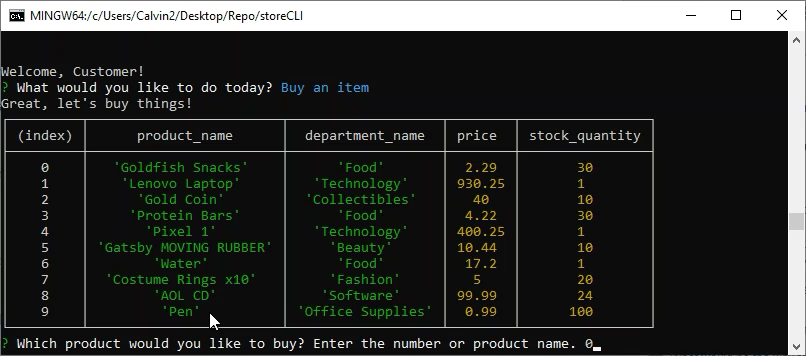 MINGW64:/c/Users/Calvin2/Desktop/Repo/storeCLI
Welcome, Customer!
? What would you like to do today? Buy an item
Great, let's buy things!
(index) product_name department_name price stock_quantity
0 'Goldfish Snacks' 'Food' 2.29 30
1 'Lenovo Laptop' 'Technology' 930.25 1
2 'Gold Coin' 'Collectibles' 40 10
3 'Protein Bars' 'Food' 4.22 30
4 'Pixel 1' 'Technology' 400.25 1
5 'Gatsby MOVING RUBBER' 'Beauty' 10.44 10
6 'Water' 'Food' 17.2 1
7 'Costume Rings x10' 'Fashion' 5 20
8 'AOL CD' 'Software' 99.99 24
9 'Pen' 'Office Supplies' 0.99 100
? Which product would you like to buy? Enter the number or product name. 0